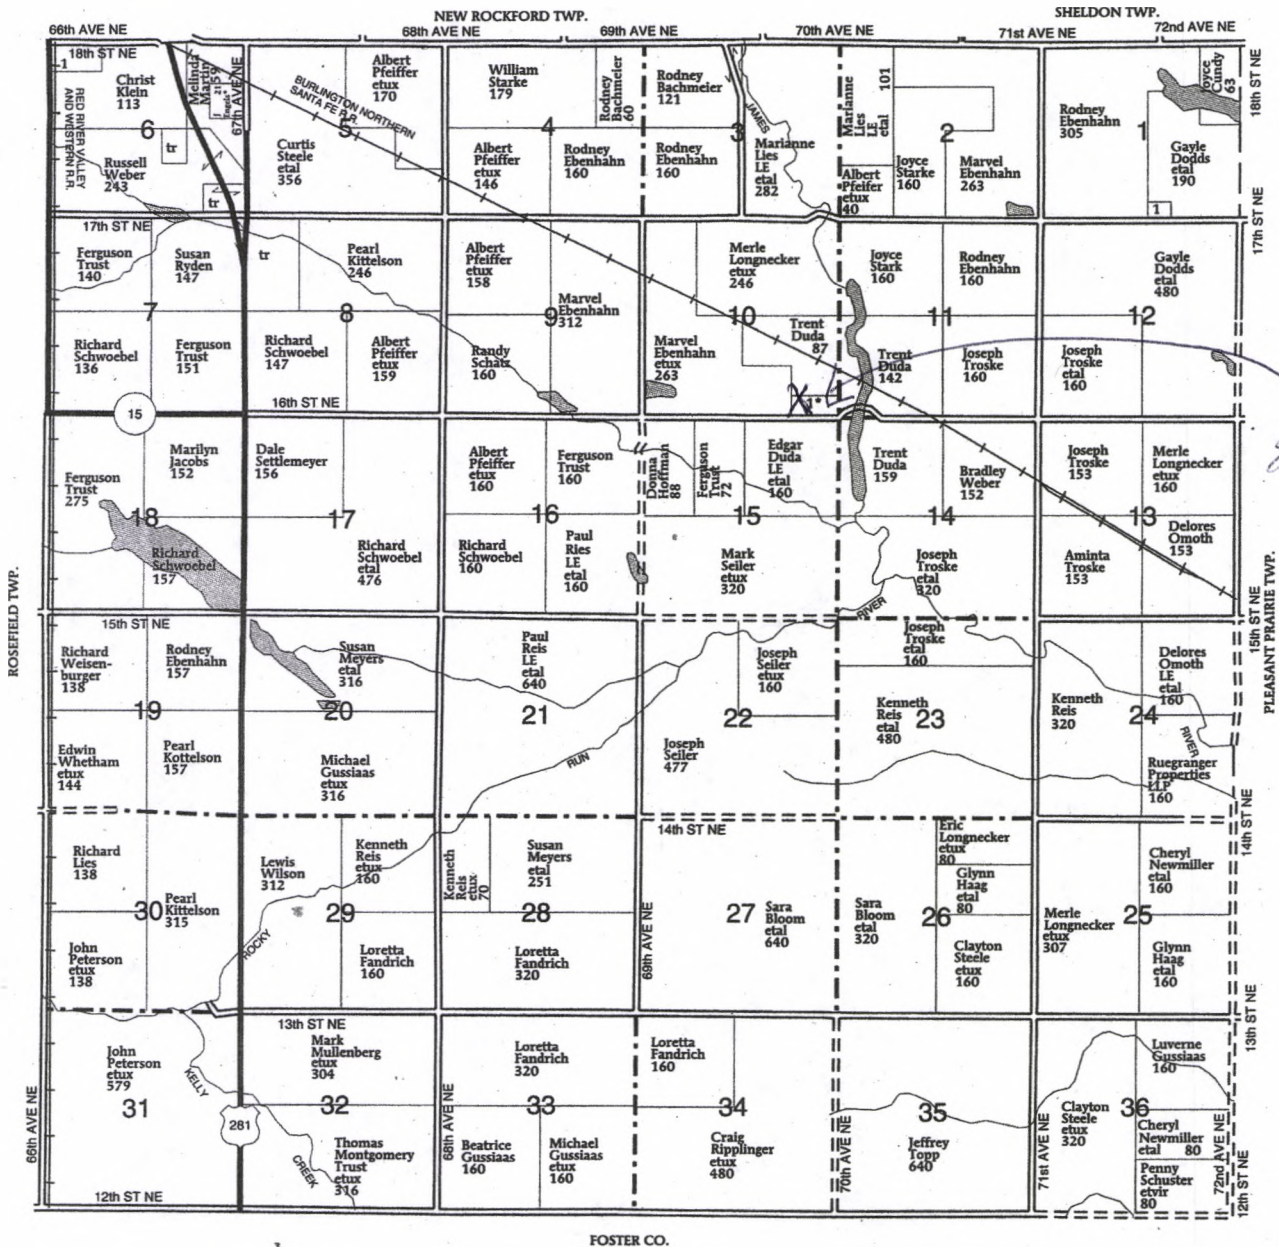 NEW ROCKFORD TWP.
SHELDON TWP.
66th AVE NE
68th AVE NE
69th AVE NE
70th AVE NE
71st AVE NE
72nd AVE NE
18th ST NE
18th ST NE
RED RIVER VALLEY
AND WESTERN R.R.
67th AVE NE
BURLINGTON NORTHERN
SANTA FE R.R.
1
Christ
Klein
113
Melinda
Martin
59
21
6
tr
tr
Russell
Weber
243
Albert
Pfeiffer
etux
170
5
Curtis
Steele
etal
356
William
Starke
179
Rodney
Bachmeier
60
4
Albert
Pfeiffer
etux
146
Rodney
Ebenhahn
160
Rodney
Bachmeier
121
3
JAMES
Rodney
Ebenhahn
160
Marianne
Lies
LE
etal
282
Marianne
Lies
LE
etal
101
2
Albert
Pfeifer
etux
40
Joyce
Starke
160
Marvel
Ebenhahn
263
Rodney
Ebenhahn
305
1
Joyce
Cundy
63
Gayle
Dodds
etal
190
1
17th ST NE
17th ST NE
Ferguson
Trust
140
Susan
Ryden
147
7
Richard
Schwoebel
136
Ferguson
Trust
151
tr
Pearl
Kittelson
246
8
Richard
Schwoebel
147
Albert
Pfeiffer
etux
159
Albert
Pfeiffer
etux
158
Marvel
Ebenhahn
312
9
Randy
Schatz
160
Merle
Longnecker
etux
246
10
Marvel
Ebenhahn
etux
263
Trent
Duda
87
X
1*
Joyce
Stark
160
Rodney
Ebenhahn
160
11
Trent
Duda
142
Joseph
Troske
160
Gayle
Dodds
etal
480
12
Joseph
Troske
etal
160
15
16th ST NE
Ferguson
Trust
275
Marilyn
Jacobs
152
18
Richard
Schwoebel
157
Dale
Settlemeyer
156
17
Richard
Schwoebel
etal
476
Albert
Pfeiffer
etux
160
Ferguson
Trust
160
16
Richard
Schwoebel
160
Paul
Ries
LE
etal
160
Donna
Hoffman
88
Ferguson
Trust
72
Edgar
Duda
LE
etal
160
15
Mark
Seiler
etux
320
Trent
Duda
159
Bradley
Weber
152
14
Joseph
Troske
etal
320
RIVER
Joseph
Troske
153
Merle
Longnecker
etux
160
13
Aminta
Troske
153
Delores
Omoth
153
ROSEFIELD TWP.
PLEASANT PRAIRIE TWP.
15th ST NE
15th ST NE
Richard
Weisen-
burger
138
Rodney
Ebenhahn
157
19
Edwin
Whetham
etux
144
Pearl
Kottelson
157
Susan
Meyers
etal
316
20
Michael
Gussiaas
etux
316
Paul
Reis
LE
etal
640
21
RUN
Joseph
Seiler
etux
160
22
Joseph
Seiler
477
Joseph
Troske
etal
160
Kenneth
Reis
etal
480
23
Kenneth
Reis
320
Delores
Omoth
LE
etal
160
24
RIVER
Ruegranger
Properties
LLP
160
14th ST NE
14th ST NE
Richard
Lies
138
30
Pearl
Kittelson
315
John
Peterson
etux
138
Lewis
Wilson
312
Kenneth
Reis
etux
160
29
ROCKY
Loretta
Fandrich
160
Kenneth
Reis
etux
70
Susan
Meyers
etal
251
28
Loretta
Fandrich
320
69th AVE NE
27
Sara
Bloom
etal
640
Sara
Bloom
etal
320
26
Eric
Longnecker
etux
80
Glynn
Haag
etal
80
Clayton
Steele
etux
160
Merle
Longnecker
etux
307
Cheryl
Newmiller
etal
160
25
Glynn
Haag
etal
160
13th ST NE
13th ST NE
John
Peterson
etux
579
31
KELLY
281
Mark
Mullenberg
etux
304
32
CREEK
Thomas
Montgomery
Trust
etux
316
Loretta
Fandrich
320
33
Beatrice
Gussiaas
160
Michael
Gussiaas
etux
160
Loretta
Fandrich
160
34
Craig
Ripplinger
etux
480
35
Jeffrey
Topp
640
Luverne
Gussiaas
160
Clayton
Steele
etux
320
36
Cheryl
Newmiller
etal 80
Penny
Schuster
etvir
80
66th AVE NE
68th AVE NE
70th AVE NE
71st AVE NE
72nd AVE NE
12th ST NE
12th ST NE
FOSTER CO.